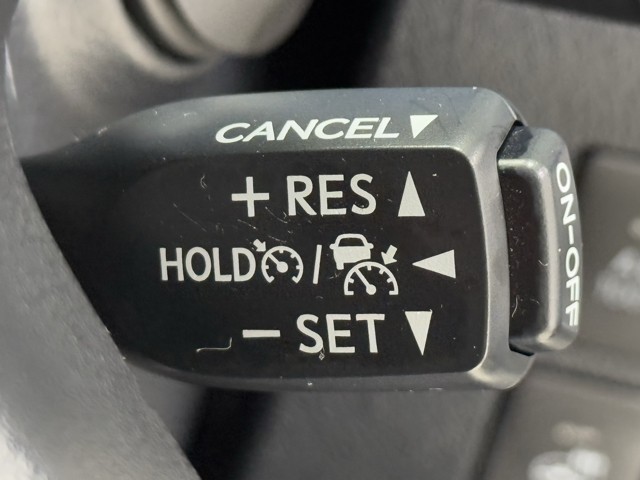 CANCEL▼
+ RES ▲
HOLD / ◀
− SET ▼
ON-OFF